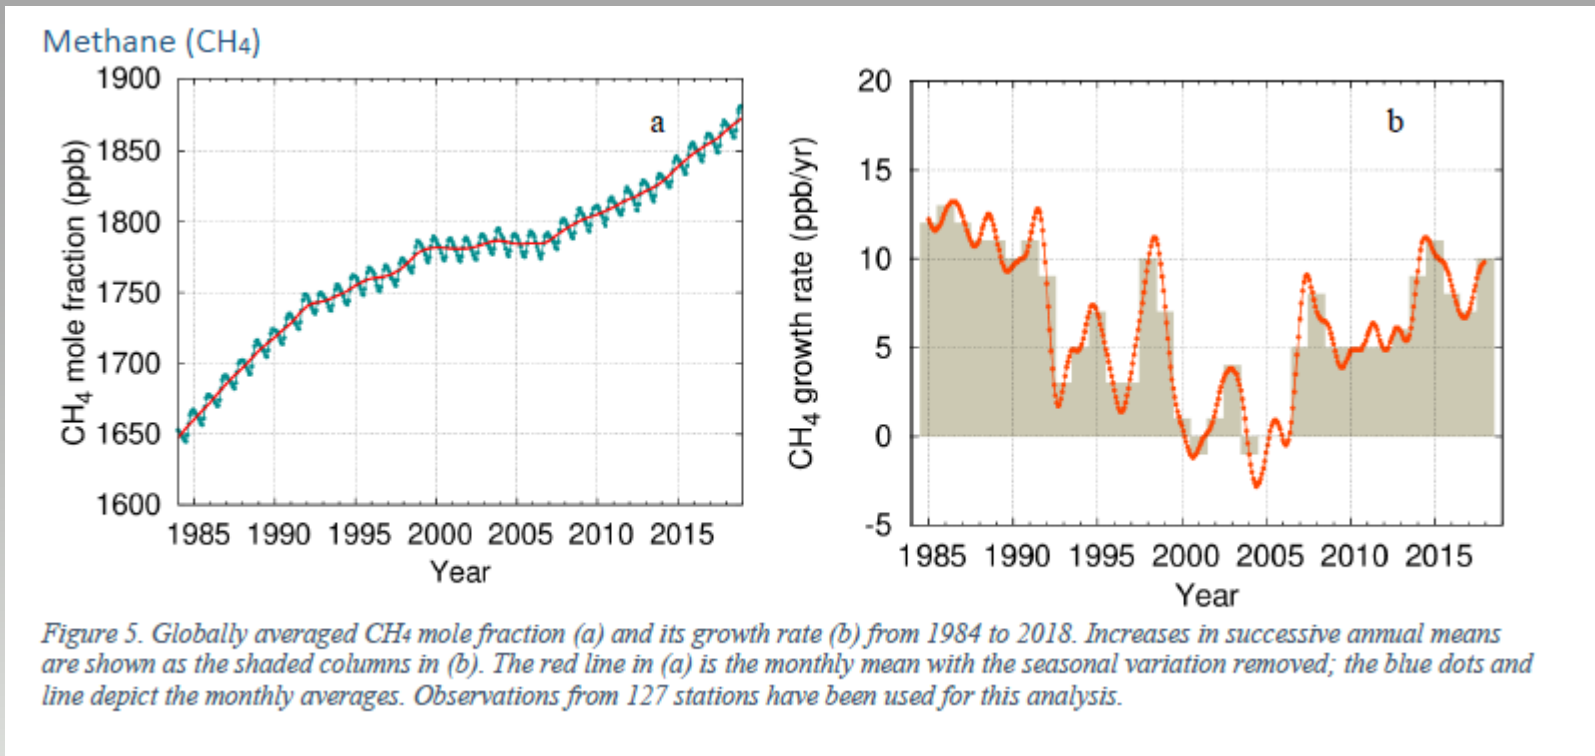 Methane (CH4)
1900
1850
1800
1750
1700
1650
1600
CH4 mole fraction (ppb)
a
1985 1990 1995 2000 2005 2010 2015
Year
20
15
10
5
0
-5
CH4 growth rate (ppb/yr)
b
1985 1990 1995 2000 2005 2010 2015
Year
Figure 5. Globally averaged CH4 mole fraction (a) and its growth rate (b) from 1984 to 2018. Increases in successive annual means
are shown as the shaded columns in (b). The red line in (a) is the monthly mean with the seasonal variation removed; the blue dots and
line depict the monthly averages. Observations from 127 stations have been used for this analysis.